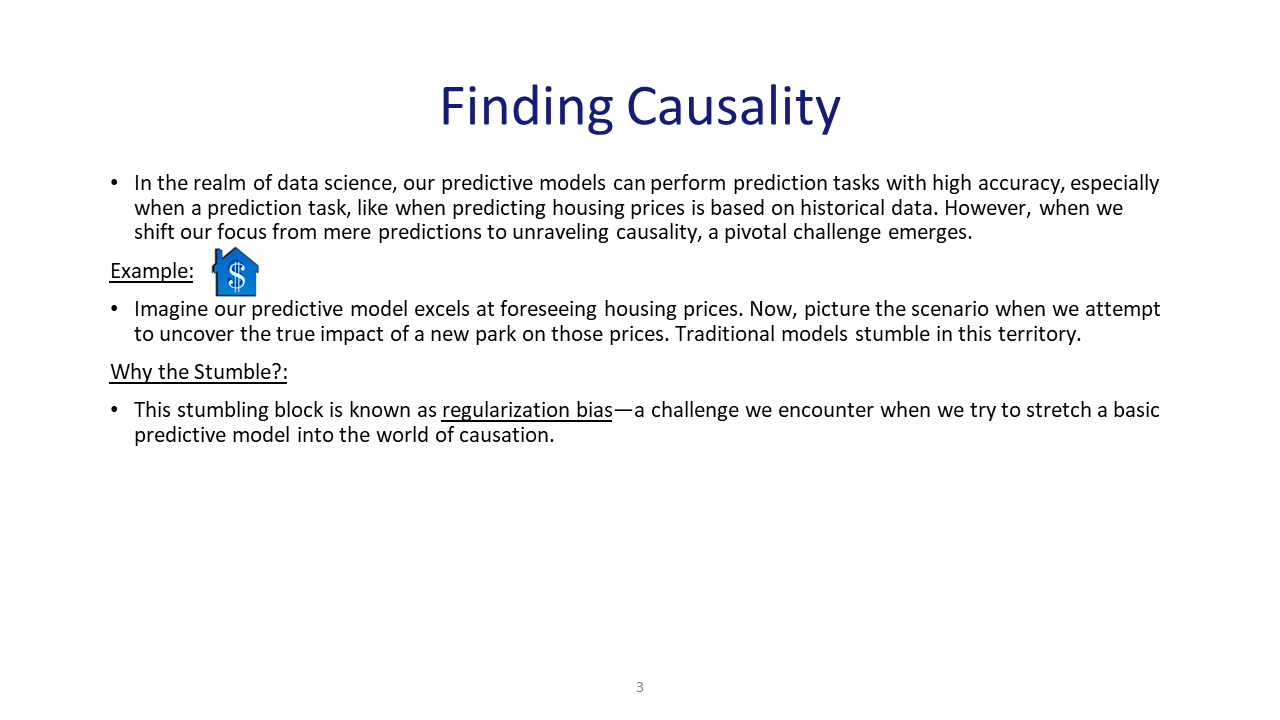 Finding Causality
• In the realm of data science, our predictive models can perform prediction tasks with high accuracy, especially
when a prediction task, like when predicting housing prices is based on historical data. However, when we
shift our focus from mere predictions to unraveling causality, a pivotal challenge emerges.
Example:
$
• Imagine our predictive model excels at foreseeing housing prices. Now, picture the scenario when we attempt
to uncover the true impact of a new park on those prices. Traditional models stumble in this territory.
Why the Stumble?:
• This stumbling block is known as regularization bias—a challenge we encounter when we try to stretch a basic
predictive model into the world of causation.
3